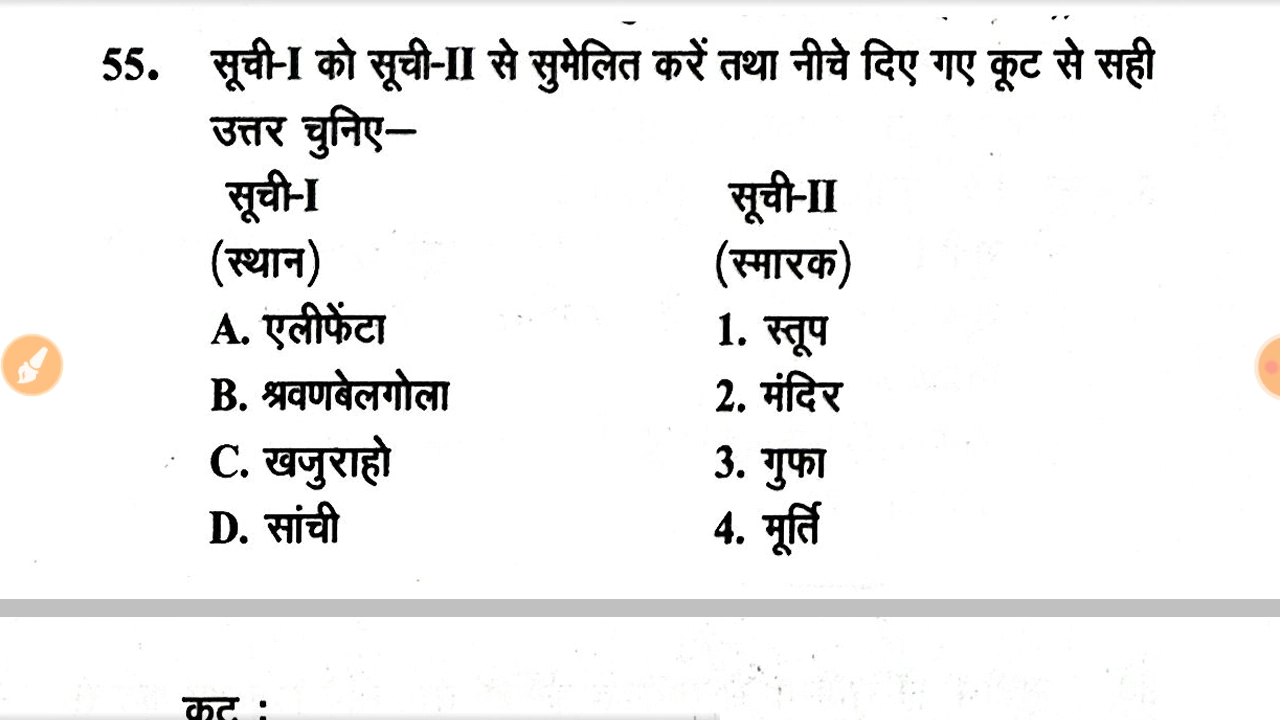 55. सूची-I को सूची-II से सुमेलित करें तथा नीचे दिए गए कूट से सही
उत्तर चुनिए–
सूची-I सूची-II
(स्थान) (स्मारक)
A. एलीफेंटा 1. स्तूप
B. श्रवणबेलगोला 2. मंदिर
C. खजुराहो 3. गुफा
D. सांची 4. मूर्ति
कूट :